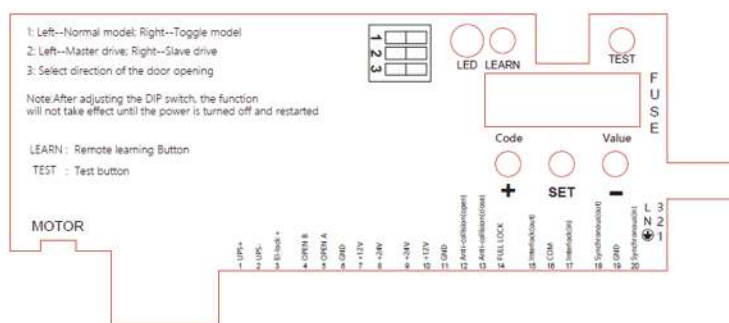 1: Left--Normal model; Right--Toggle model
2: Left--Master drive; Right--Slave drive
3: Select direction of the door opening
Note:After adjusting the DIP switch, the function
will not take effect until the power is turned off and restarted
LEARN : Remote learning Button
TEST : Test button
1
2
3
LED
LEARN
TEST
FUSE
Code
Value
+
SET
-
MOTOR
1 UPS+
2 UPS-
3 El-lock +
4 OPEN B
5 OPEN A
6 GND
7 +12V
8 +24V
9 +24V
10 +12V
11 GND
12 Anti-collision(open)
13 Anti-collision(close)
14 FULL LOCK
15 Interlock(out)
16 COM
17 Interlock(in)
18 Synchronous(out)
19 GND
20 Synchronous(in)
L 3
N 2
1